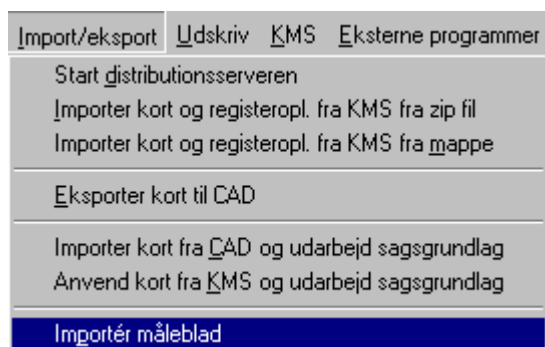 Import/eksport Udskriv KMS Eksterne programmer
Start distributionsserveren
Importer kort og registeropl. fra KMS fra zip fil
Importer kort og registeropl. fra KMS fra mappe
Eksporter kort til CAD
Importer kort fra CAD og udarbejd sagsgrundlag
Anvend kort fra KMS og udarbejd sagsgrundlag
Importér måleblad